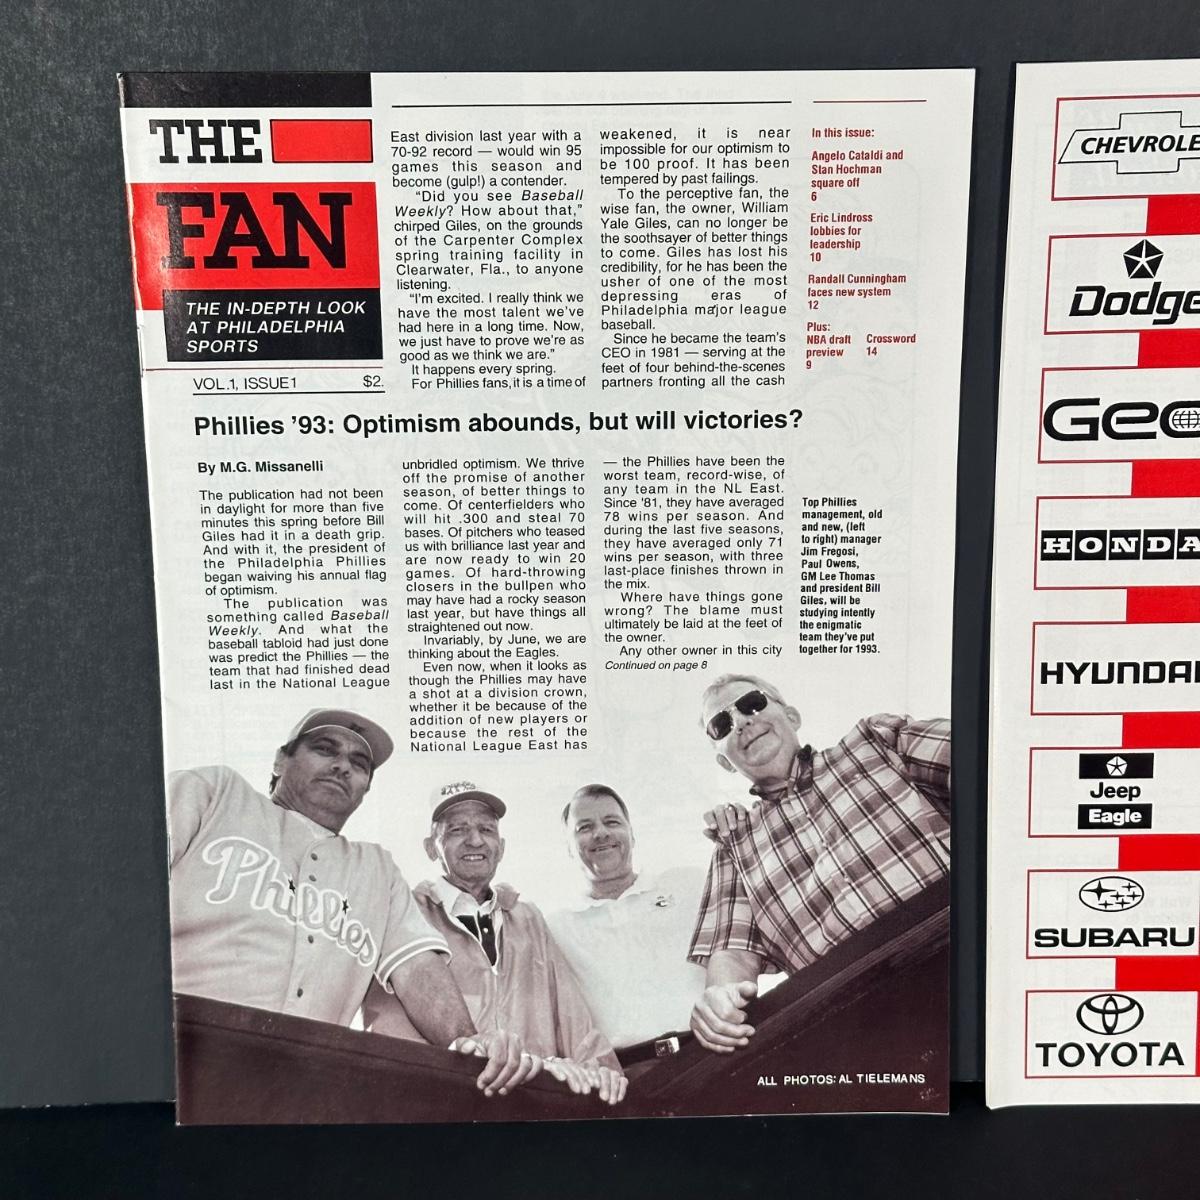 THE
FAN
THE IN-DEPTH LOOK
AT PHILADELPHIA
SPORTS
VOL.1, ISSUE1 $2.
Phillies ’93: Optimism abounds, but will victories?
By M.G. Missanelli
The publication had not been
in daylight for more than five
minutes this spring before Bill
Giles had it in a death grip.
And with it, the president of
the Philadelphia Phillies
began waiving his annual flag
of optimism.
The publication was
something called Baseball
Weekly. And what the
baseball tabloid had just done
was predict the Phillies — the
team that had finished dead
last in the National League
East division last year with a
70-92 record — would win 95
games this season and
become (gulp!) a contender.
“Did you see Baseball
Weekly? How about that,”
chirped Giles, on the grounds
of the Carpenter Complex
spring training facility in
Clearwater, Fla., to anyone
listening.
“I’m excited. I really think we
have the most talent we’ve
had here in a long time. Now,
we just have to prove we’re as
good as we think we are.”
It happens every spring.
For Phillies fans,it is a time of
unbridled optimism. We thrive
off the promise of another
season, of better things to
come. Of centerfielders who
will hit .300 and steal 70
bases. Of pitchers who teased
us with brilliance last year and
are now ready to win 20
games. Of hard-throwing
closers in the bullpen who
may have had a rocky season
last year, but have things all
straightened out now.
Invariably, by June, we are
thinking about the Eagles.
Even now, when it looks as
though the Phillies may have
a shot at a division crown,
whether it be because of the
addition of new players or
because the rest of the
National League East has
weakened, it is near
impossible for our optimism to
be 100 proof. It has been
tempered by past failings.
To the perceptive fan, the
wise fan, the owner, William
Yale Giles, can no longer be
the soothsayer of better things
to come. Giles has lost his
credibility, for he has been the
usher of one of the most
depressing eras of
Philadelphia major league
baseball.
Since he became the team’s
CEO in 1981 — serving at the
feet of four behind-the-scenes
partners fronting all the cash
— the Phillies have been the
worst team, record-wise, of
any team in the NL East.
Since ’81, they have averaged
78 wins per season. And
during the last five seasons,
they have averaged only 71
wins per season, with three
last-place finishes thrown in
the mix.
Where have things gone
wrong? The blame must
ultimately be laid at the feet of
the owner.
Any other owner in this city
Continued on page 8
In this issue:
Angelo Cataldi and
Stan Hochman
square off
6
Eric Lindross
lobbies for
leadership
10
Randall Cunningham
faces new system
12
Plus:
NBA draft
preview
9
Crossword
14
Top Phillies
management, old
and new, (left
to right) manager
Jim Fregosi,
Paul Owens,
GM Lee Thomas
and president Bill
Giles, will be
studying intently
the enigmatic
team they’ve put
together for 1993.
Phillies
ALL PHOTOS: AL TIELEMANS
CHEVROLE
Dodge
Geo
HONDA
HYUNDAI
Jeep
Eagle
SUBARU
TOYOTA